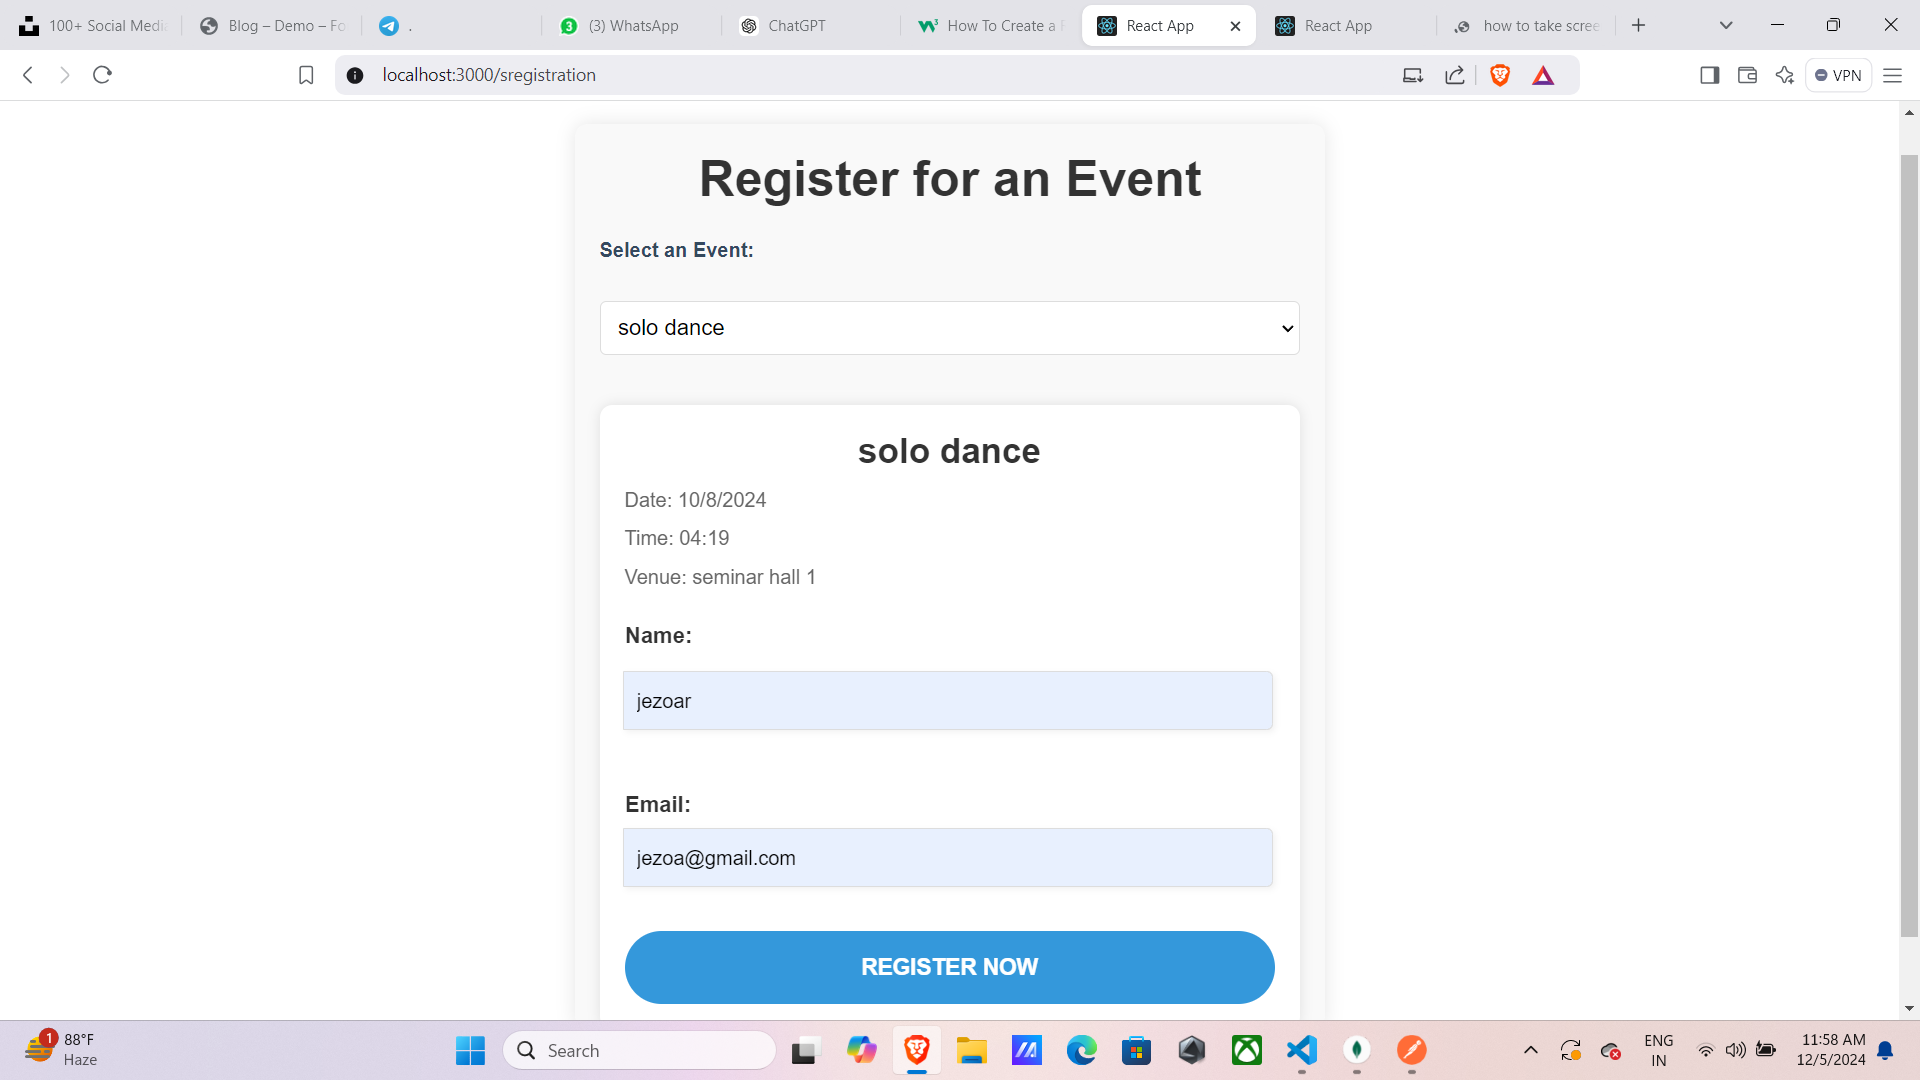 100+ Social Medi
Blog – Demo – Fo
.
(3) WhatsApp
ChatGPT
How To Create a
React App
React App
how to take scree
localhost:3000/sregistration
VPN
Register for an Event
Select an Event:
solo dance
solo dance
Date: 10/8/2024
Time: 04:19
Venue: seminar hall 1
Name:
jezoar
Email:
jezoa@gmail.com
REGISTER NOW
1
88°F
Haze
Search
ENG
IN
11:58 AM
12/5/2024